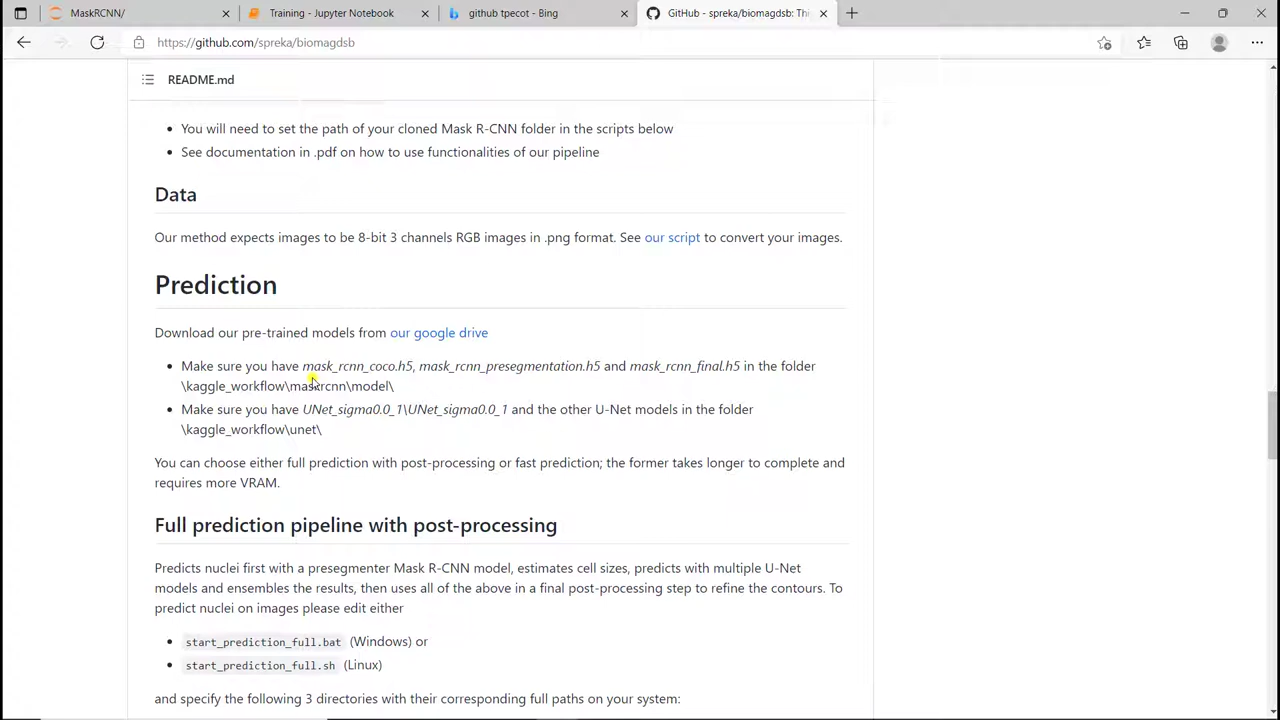 MaskRCNN/
Training - Jupyter Notebook
github tpecot - Bing
GitHub - spreka/biomagdsb: Thi
https://github.com/spreka/biomagdsb
README.md
You will need to set the path of your cloned Mask R-CNN folder in the scripts below
See documentation in .pdf on how to use functionalities of our pipeline
Data
Our method expects images to be 8-bit 3 channels RGB images in .png format. See our script to convert your images.
Prediction
Download our pre-trained models from our google drive
Make sure you have mask_rcnn_coco.h5, mask_rcnn_presegmentation.h5 and mask_rcnn_final.h5 in the folder
\kaggle_workflow\maskrcnn\model\
Make sure you have UNet_sigma0.0_1\UNet_sigma0.0_1 and the other U-Net models in the folder
\kaggle_workflow\unet\
You can choose either full prediction with post-processing or fast prediction; the former takes longer to complete and
requires more VRAM.
Full prediction pipeline with post-processing
Predicts nuclei first with a presegmenter Mask R-CNN model, estimates cell sizes, predicts with multiple U-Net
models and ensembles the results, then uses all of the above in a final post-processing step to refine the contours. To
predict nuclei on images please edit either
start_prediction_full.bat (Windows) or
start_prediction_full.sh (Linux)
and specify the following 3 directories with their corresponding full paths on your system: